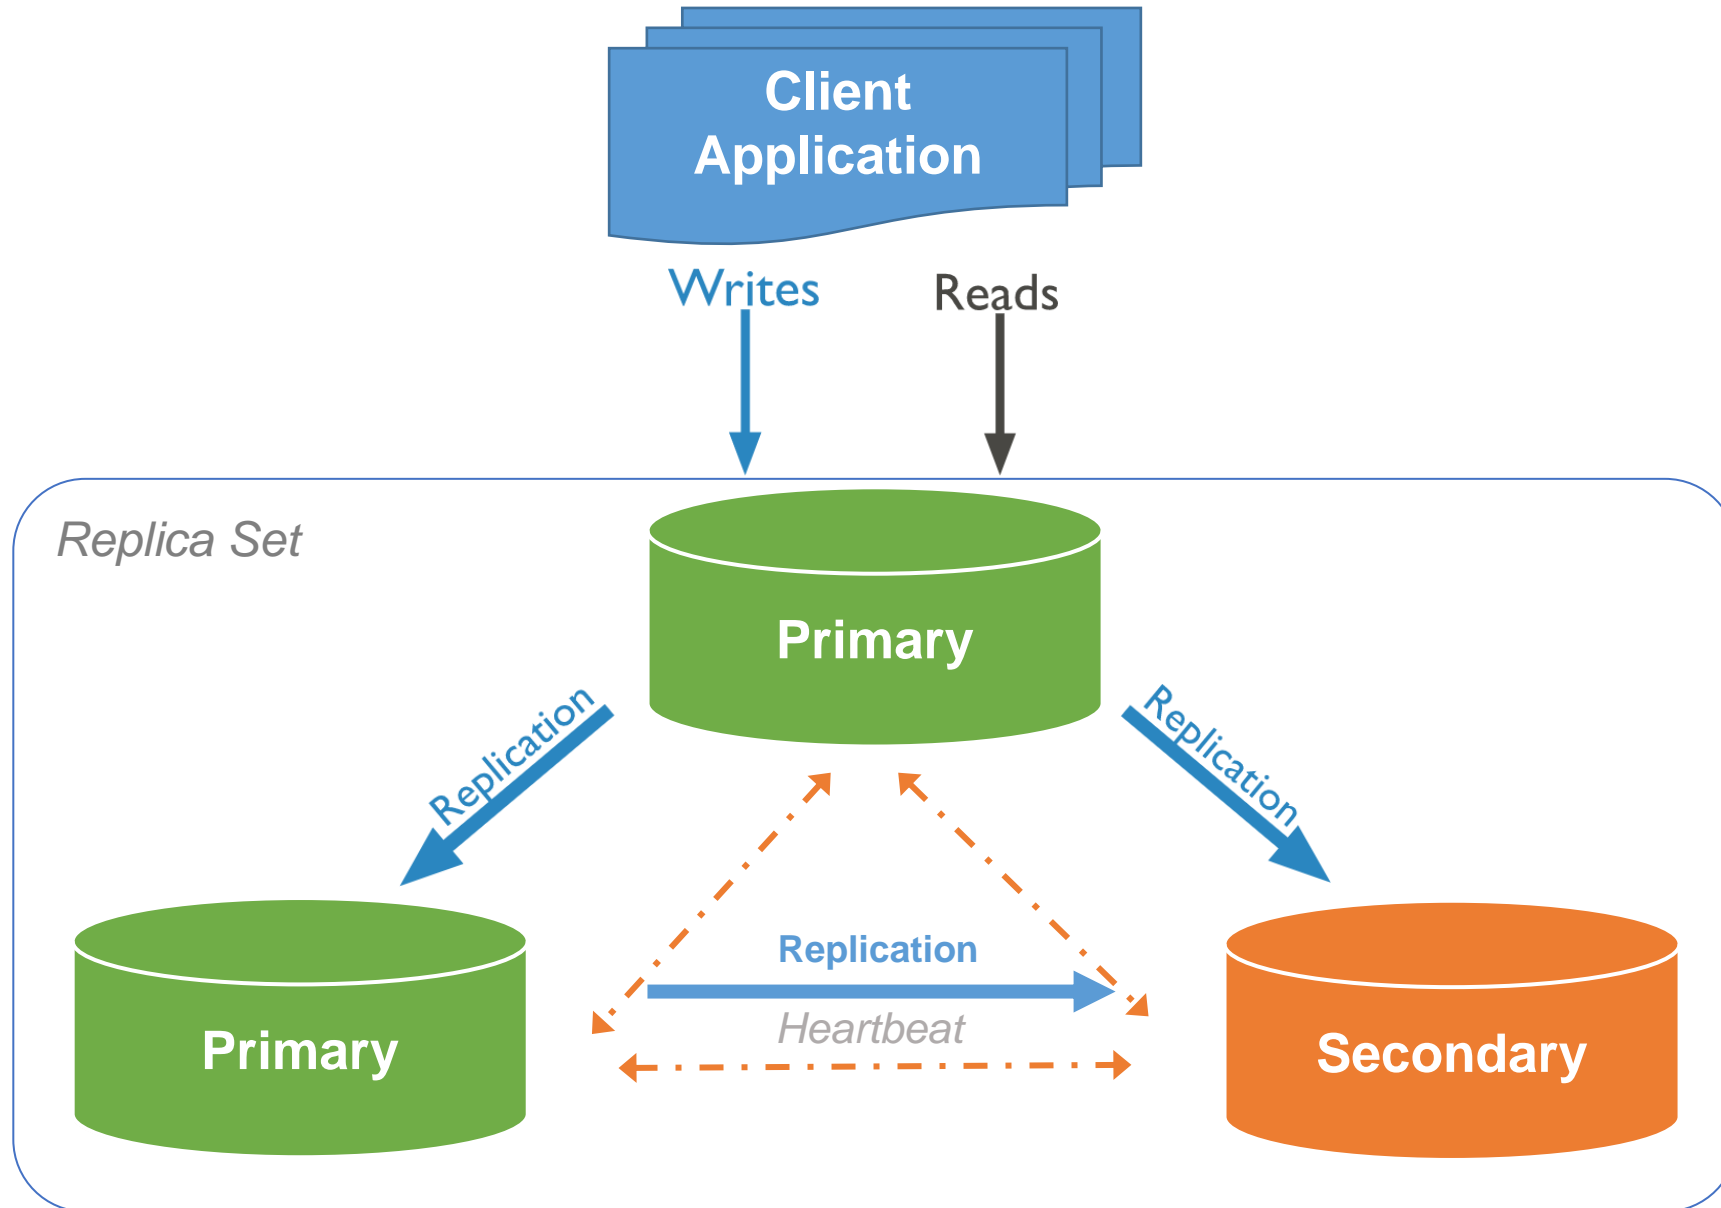 Client
Application
Writes
Reads
Replica Set
Primary
Replication
Replication
Replication
Heartbeat
Primary
Secondary